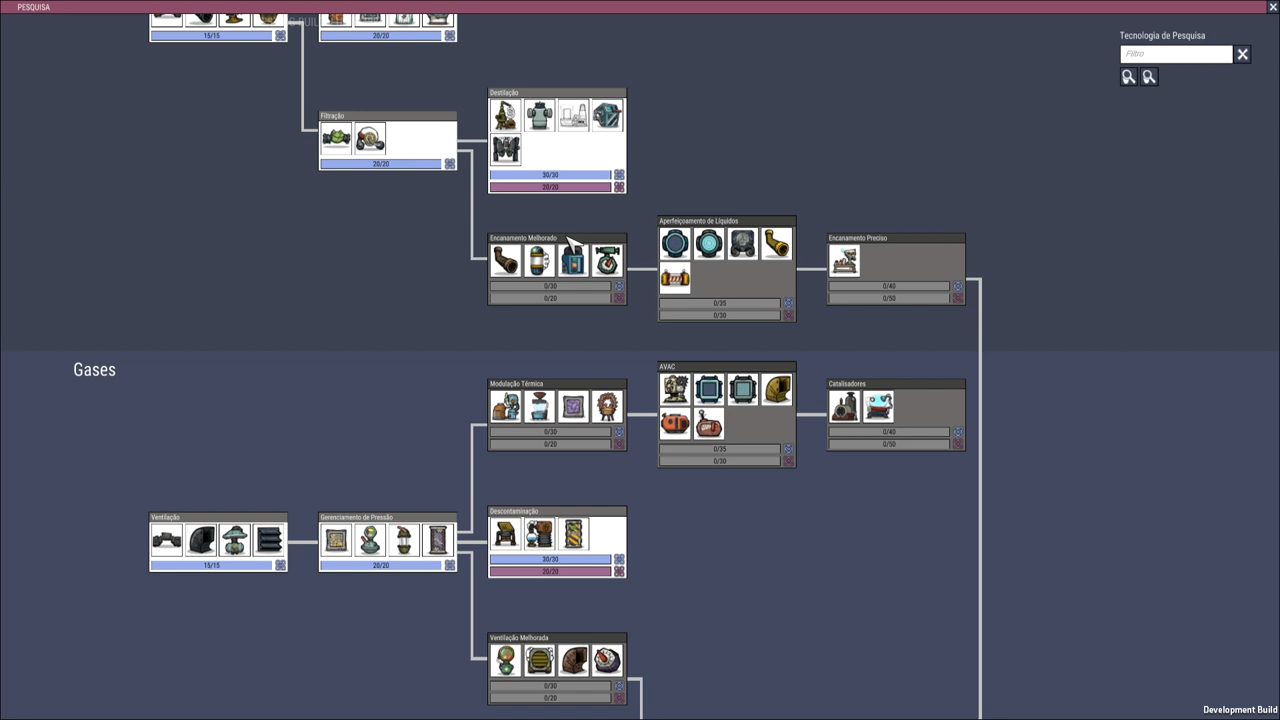 PESQUISA
Tecnologia de Pesquisa
Filtro
15/15
20/20
Destilação
Filtração
20/20
30/30
20/20
Aperfeiçoamento de Líquidos
Encanamento Melhorado
Encanamento Preciso
0/30
0/20
0/35
0/30
0/40
0/50
Gases
AVAC
Modulação Térmica
Catalisadores
0/30
0/20
0/35
0/30
0/40
0/50
Descontaminação
Ventilação
Gerenciamento de Pressão
15/15
20/20
30/30
20/20
Ventilação Melhorada
0/30
0/20
Development Build